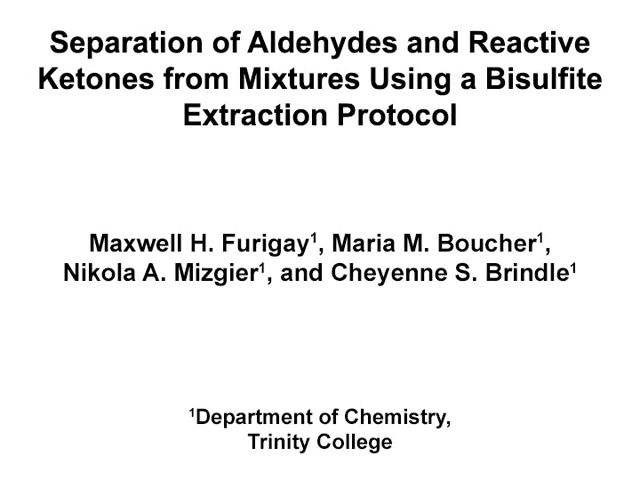 Separation of Aldehydes and Reactive
Ketones from Mixtures Using a Bisulfite
Extraction Protocol
Maxwell H. Furigay¹, Maria M. Boucher¹,
Nikola A. Mizgier¹, and Cheyenne S. Brindle¹
¹Department of Chemistry,
Trinity College